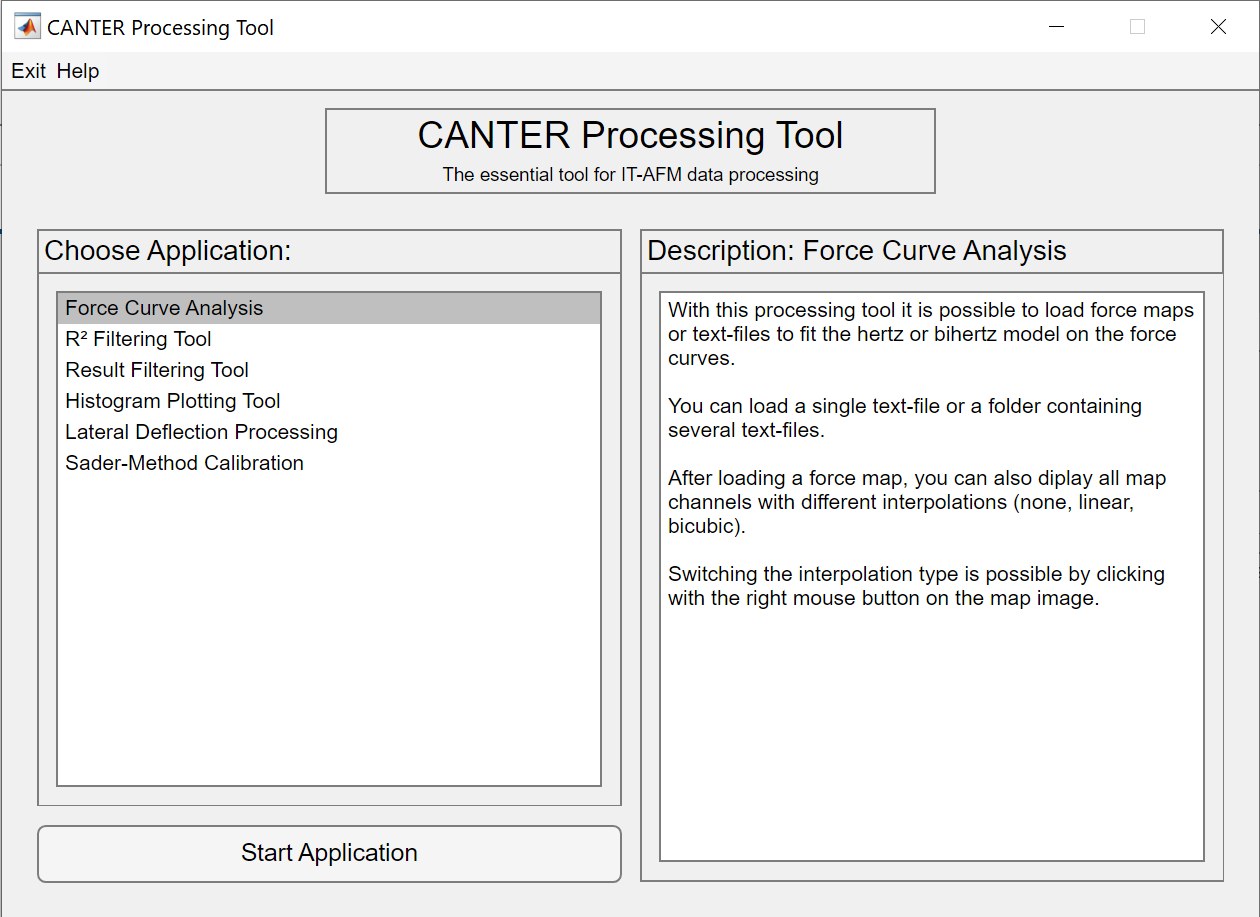 CANTER Processing Tool
Exit Help
CANTER Processing Tool
The essential tool for IT-AFM data processing
Choose Application:
Force Curve Analysis
R² Filtering Tool
Result Filtering Tool
Histogram Plotting Tool
Lateral Deflection Processing
Sader-Method Calibration
Start Application
Description: Force Curve Analysis
With this processing tool it is possible to load force maps
or text-files to fit the hertz or bihertz model on the force
curves.
You can load a single text-file or a folder containing
several text-files.
After loading a force map, you can also diplay all map
channels with different interpolations (none, linear,
bicubic).
Switching the interpolation type is possible by clicking
with the right mouse button on the map image.